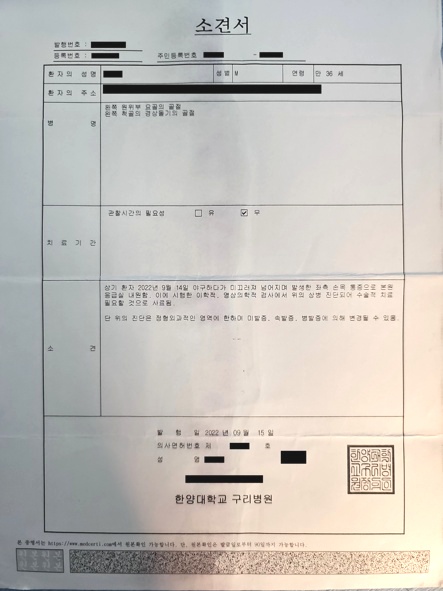 소견서
발행번호 :
등록번호 : 주민등록번호 -
환자의 성명 성별 M 연령 만 36 세
환자의 주소
병 명
왼쪽 원위부 요골의 골절
왼쪽 척골의 경상돌기의 골절
치료기간
관찰시간의 필요성 유 무
소 견
상기 환자 2022년 9월 14일 야구하다가 미끄러져 넘어지며 발생한 좌측 손목 통증으로 본원
응급실 내원함. 이에 시행한 이학적, 영상의학적 검사에서 위의 상병 진단되어 수술적 치료
필요할 것으로 사료됨.
단 위의 진단은 정형외과적인 영역에 한하며 미발증, 속발증, 병발증에 의해 변경될 수 있음.
발 행 일 2022 년 09 월 15 일
의사면허번호 제 호
성 명
한양대학교 구리병원
본 증명서는 https://www.medcerti.com에서 원본확인 가능합니다. 단, 원본확인은 발급일로부터 90일까지 가능합니다.